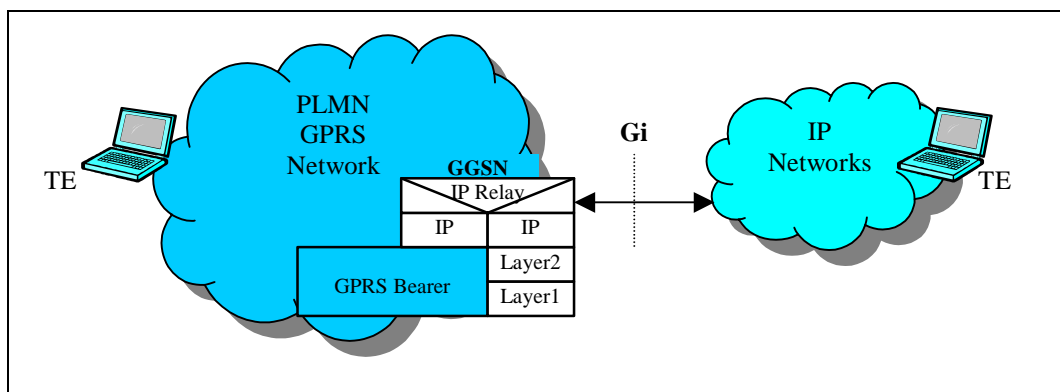 PLMN
GPRS
Network
TE
GGSN
IP Relay
IP IP
GPRS Bearer
Layer2
Layer1
Gi
IP
Networks
TE